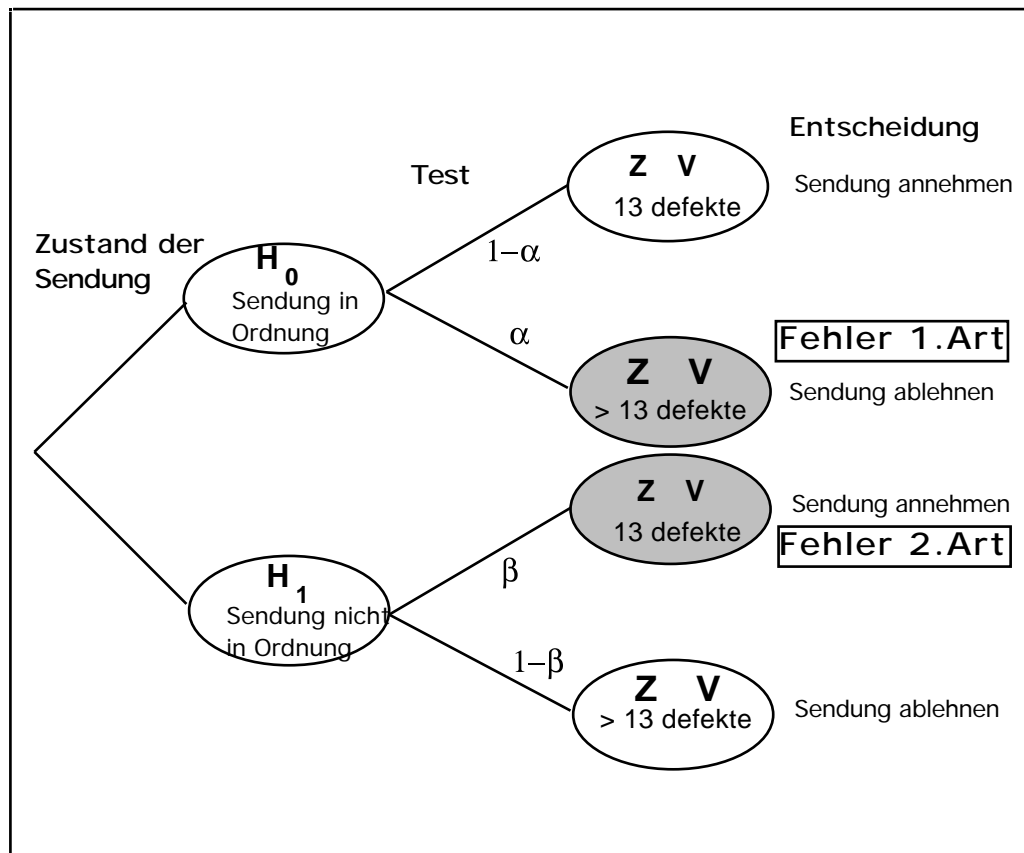 Entscheidung
Test
Z V
13 defekte
Sendung annehmen
Zustand der
Sendung
H0
Sendung in
Ordnung
1–α
α
Fehler 1.Art
Z V
> 13 defekte
Sendung ablehnen
Z V
13 defekte
Sendung annehmen
Fehler 2.Art
H1
Sendung nicht
in Ordnung
β
1–β
Z V
> 13 defekte
Sendung ablehnen